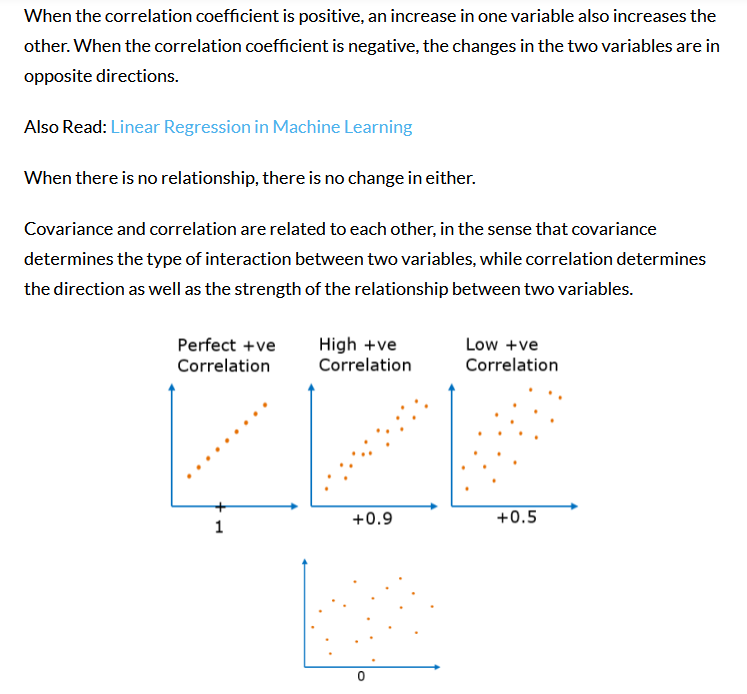 When the correlation coefficient is positive, an increase in one variable also increases the
other. When the correlation coefficient is negative, the changes in the two variables are in
opposite directions.
Also Read: Linear Regression in Machine Learning
When there is no relationship, there is no change in either.
Covariance and correlation are related to each other, in the sense that covariance
determines the type of interaction between two variables, while correlation determines
the direction as well as the strength of the relationship between two variables.
Perfect +ve High +ve Low +ve
Correlation Correlation Correlation
+
1 +0.9 +0.5
0